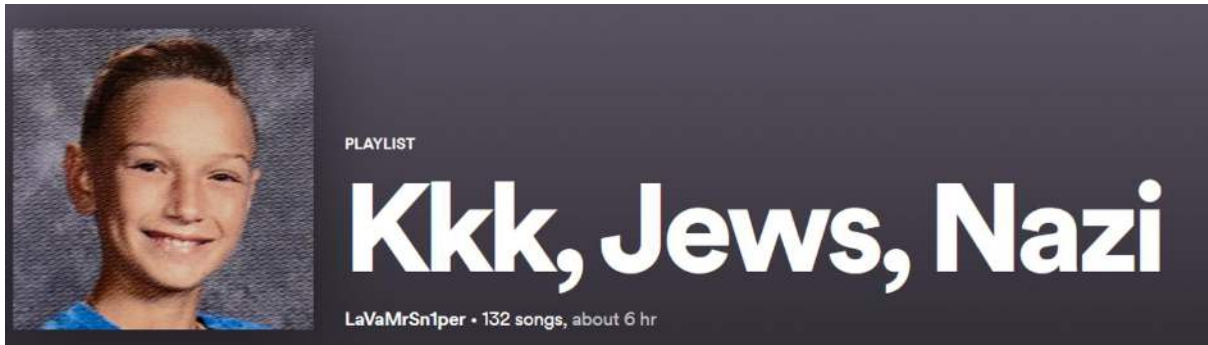 PLAYLIST
Kkk, Jews, Nazi
LaVaMrSn1per • 132 songs, about 6 hr